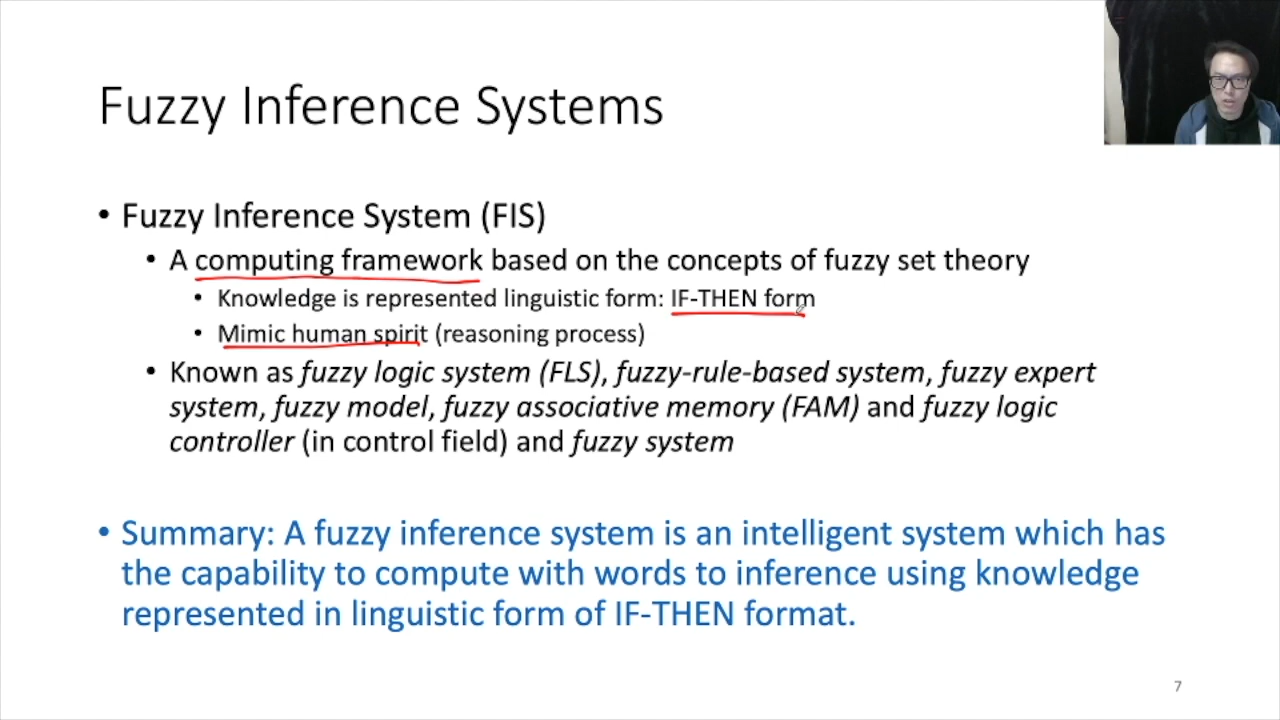 Fuzzy Inference Systems
• Fuzzy Inference System (FIS)
• A computing framework based on the concepts of fuzzy set theory
• Knowledge is represented linguistic form: IF-THEN form
• Mimic human spirit (reasoning process)
• Known as fuzzy logic system (FLS), fuzzy-rule-based system, fuzzy expert
system, fuzzy model, fuzzy associative memory (FAM) and fuzzy logic
controller (in control field) and fuzzy system
• Summary: A fuzzy inference system is an intelligent system which has
the capability to compute with words to inference using knowledge
represented in linguistic form of IF-THEN format.
7